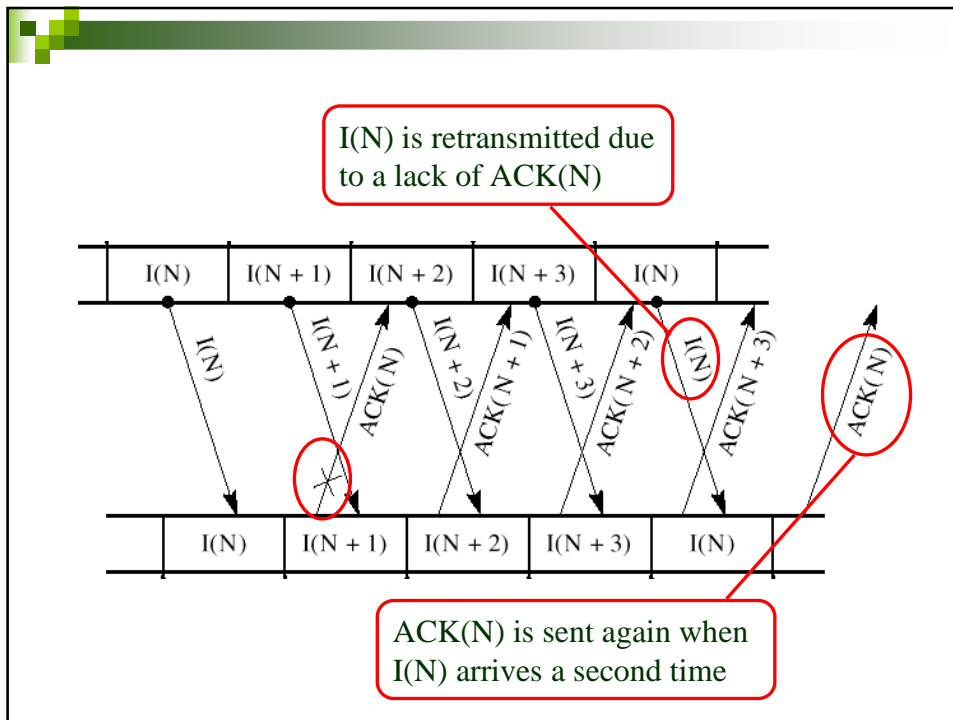 I(N) is retransmitted due
to a lack of ACK(N)
I(N) I(N + 1) I(N + 2) I(N + 3) I(N)
I(N) I(N + 1) ACK(N) I(N + 2) ACK(N + 1) I(N + 3) ACK(N + 2) I(N) ACK(N + 3) ACK(N)
I(N) I(N + 1) I(N + 2) I(N + 3) I(N)
ACK(N) is sent again when
I(N) arrives a second time